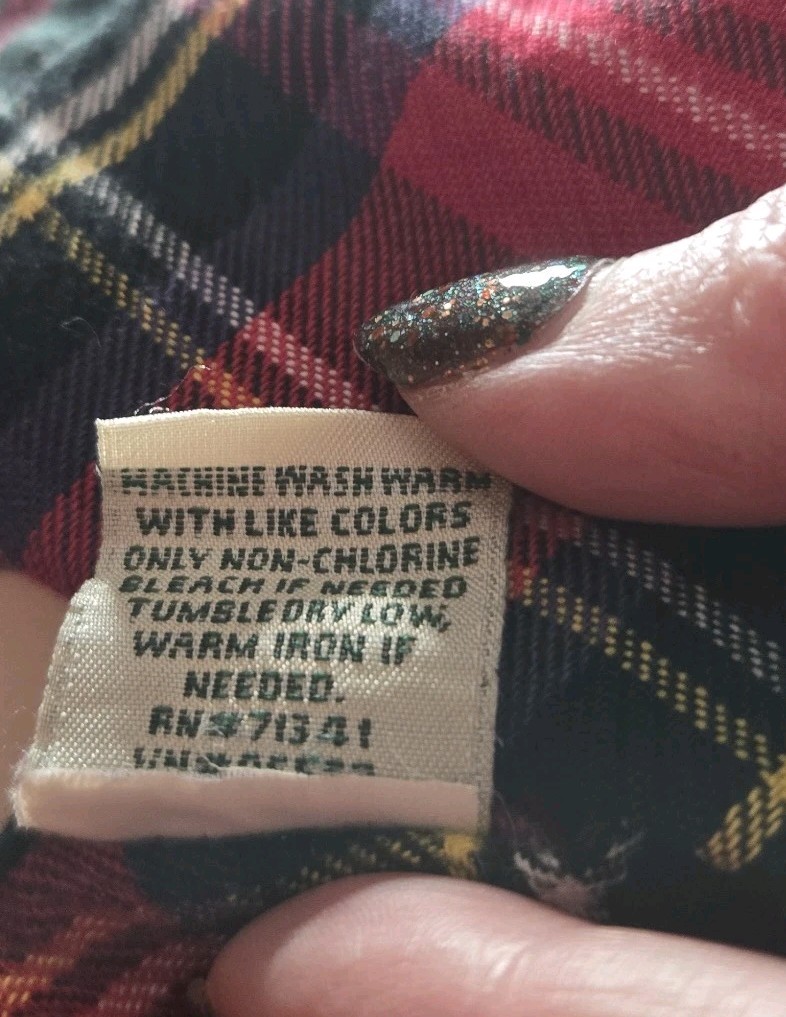 MACHINE WASH WARM
WITH LIKE COLORS
ONLY NON-CHLORINE
BLEACH IF NEEDED
TUMBLE DRY LOW,
WARM IRON IF
NEEDED.
RN#71341